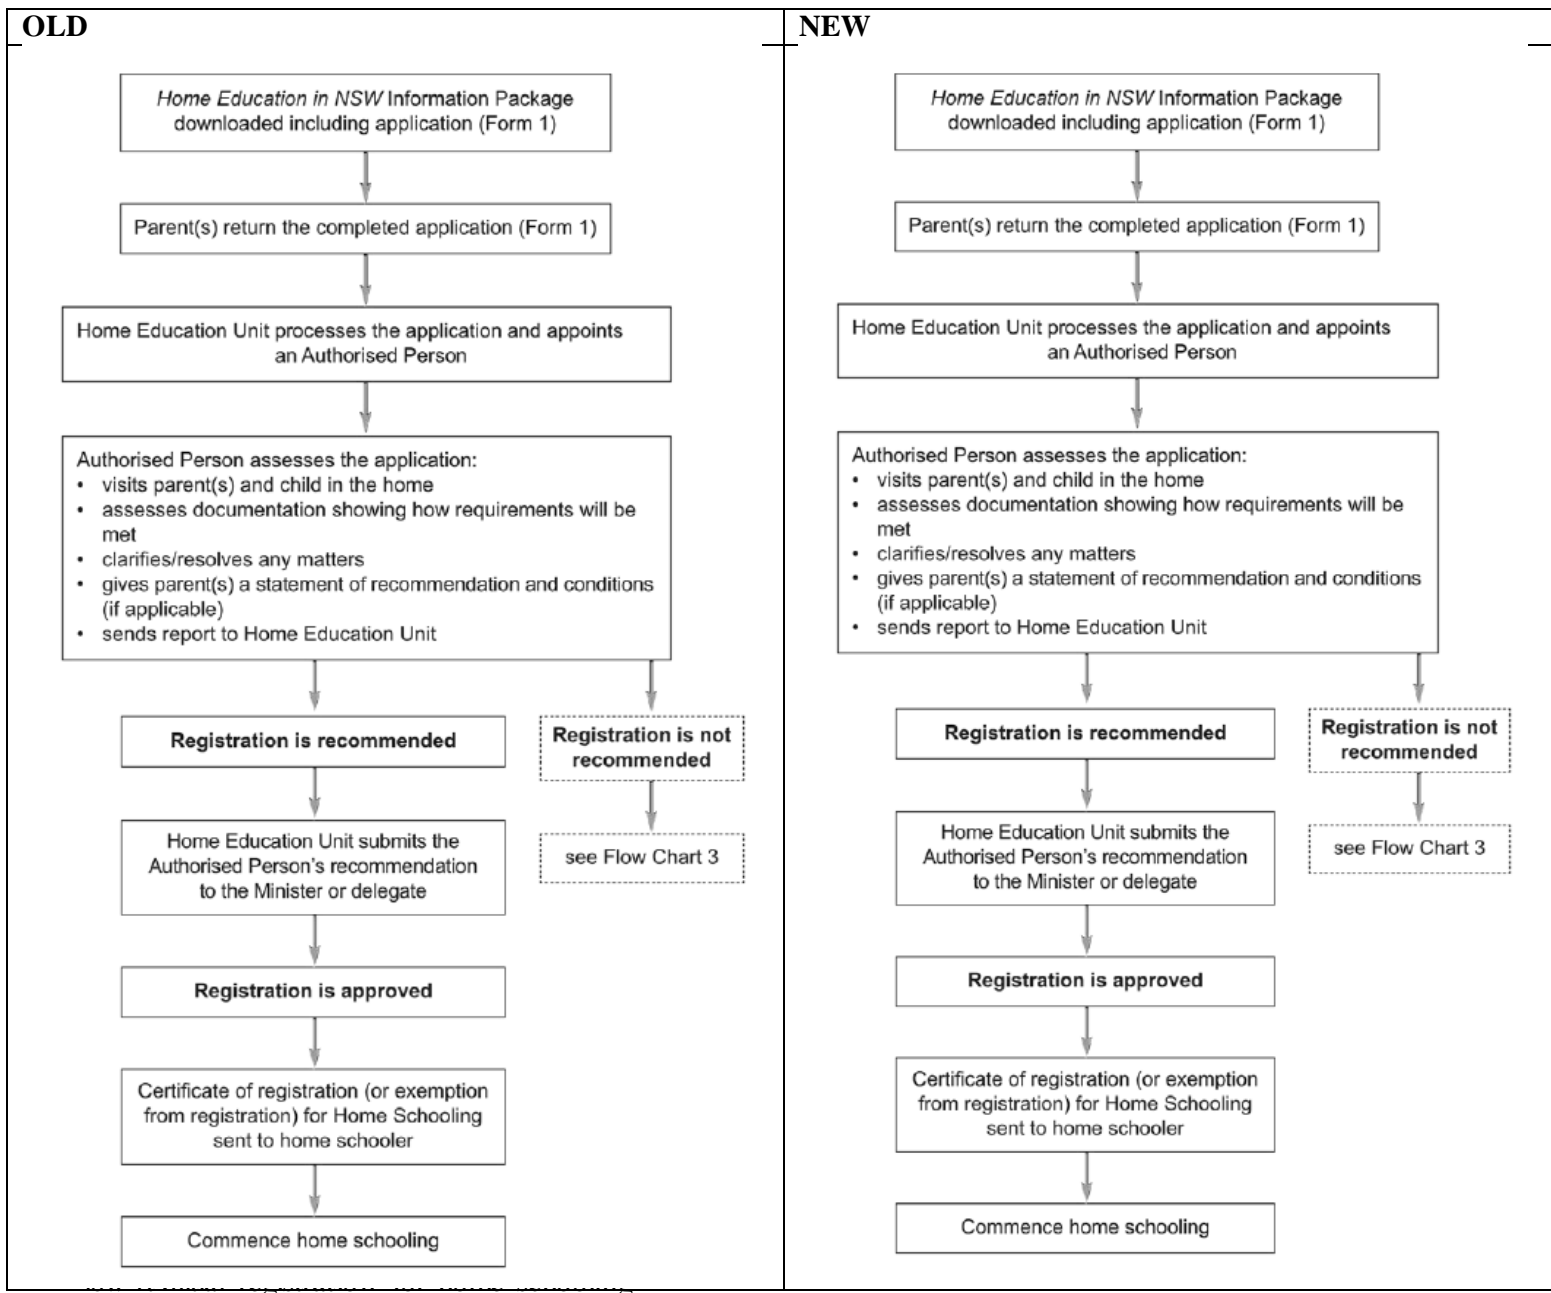 OLD
Home Education in NSW Information Package
downloaded including application (Form 1)
Parent(s) return the completed application (Form 1)
Home Education Unit processes the application and appoints
an Authorised Person
Authorised Person assesses the application:
• visits parent(s) and child in the home
• assesses documentation showing how requirements will be
met
• clarifies/resolves any matters
• gives parent(s) a statement of recommendation and conditions
(if applicable)
• sends report to Home Education Unit
Registration is recommended
Registration is not
recommended
Home Education Unit submits the
Authorised Person's recommendation
to the Minister or delegate
see Flow Chart 3
Registration is approved
Certificate of registration (or exemption
from registration) for Home Schooling
sent to home schooler
Commence home schooling
NEW
Home Education in NSW Information Package
downloaded including application (Form 1)
Parent(s) return the completed application (Form 1)
Home Education Unit processes the application and appoints
an Authorised Person
Authorised Person assesses the application:
• visits parent(s) and child in the home
• assesses documentation showing how requirements will be
met
• clarifies/resolves any matters
• gives parent(s) a statement of recommendation and conditions
(if applicable)
• sends report to Home Education Unit
Registration is recommended
Registration is not
recommended
Home Education Unit submits the
Authorised Person's recommendation
to the Minister or delegate
see Flow Chart 3
Registration is approved
Certificate of registration (or exemption
from registration) for Home Schooling
sent to home schooler
Commence home schooling